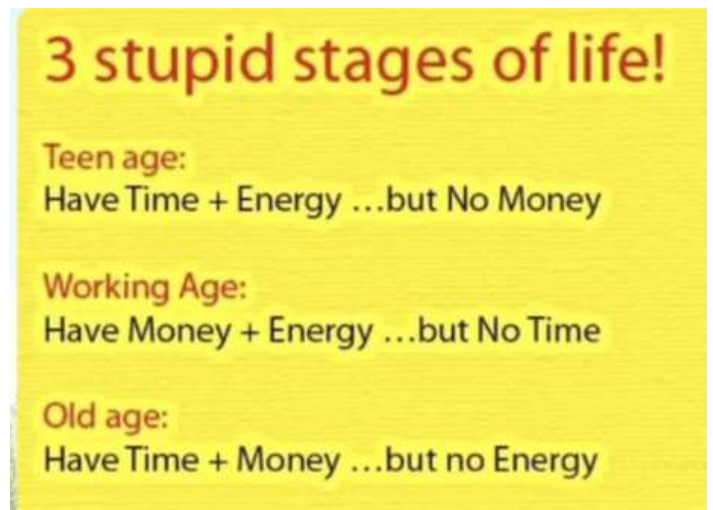 3 stupid stages of life!
Teen age:
Have Time + Energy ...but No Money
Working Age:
Have Money + Energy ...but No Time
Old age:
Have Time + Money ...but no Energy